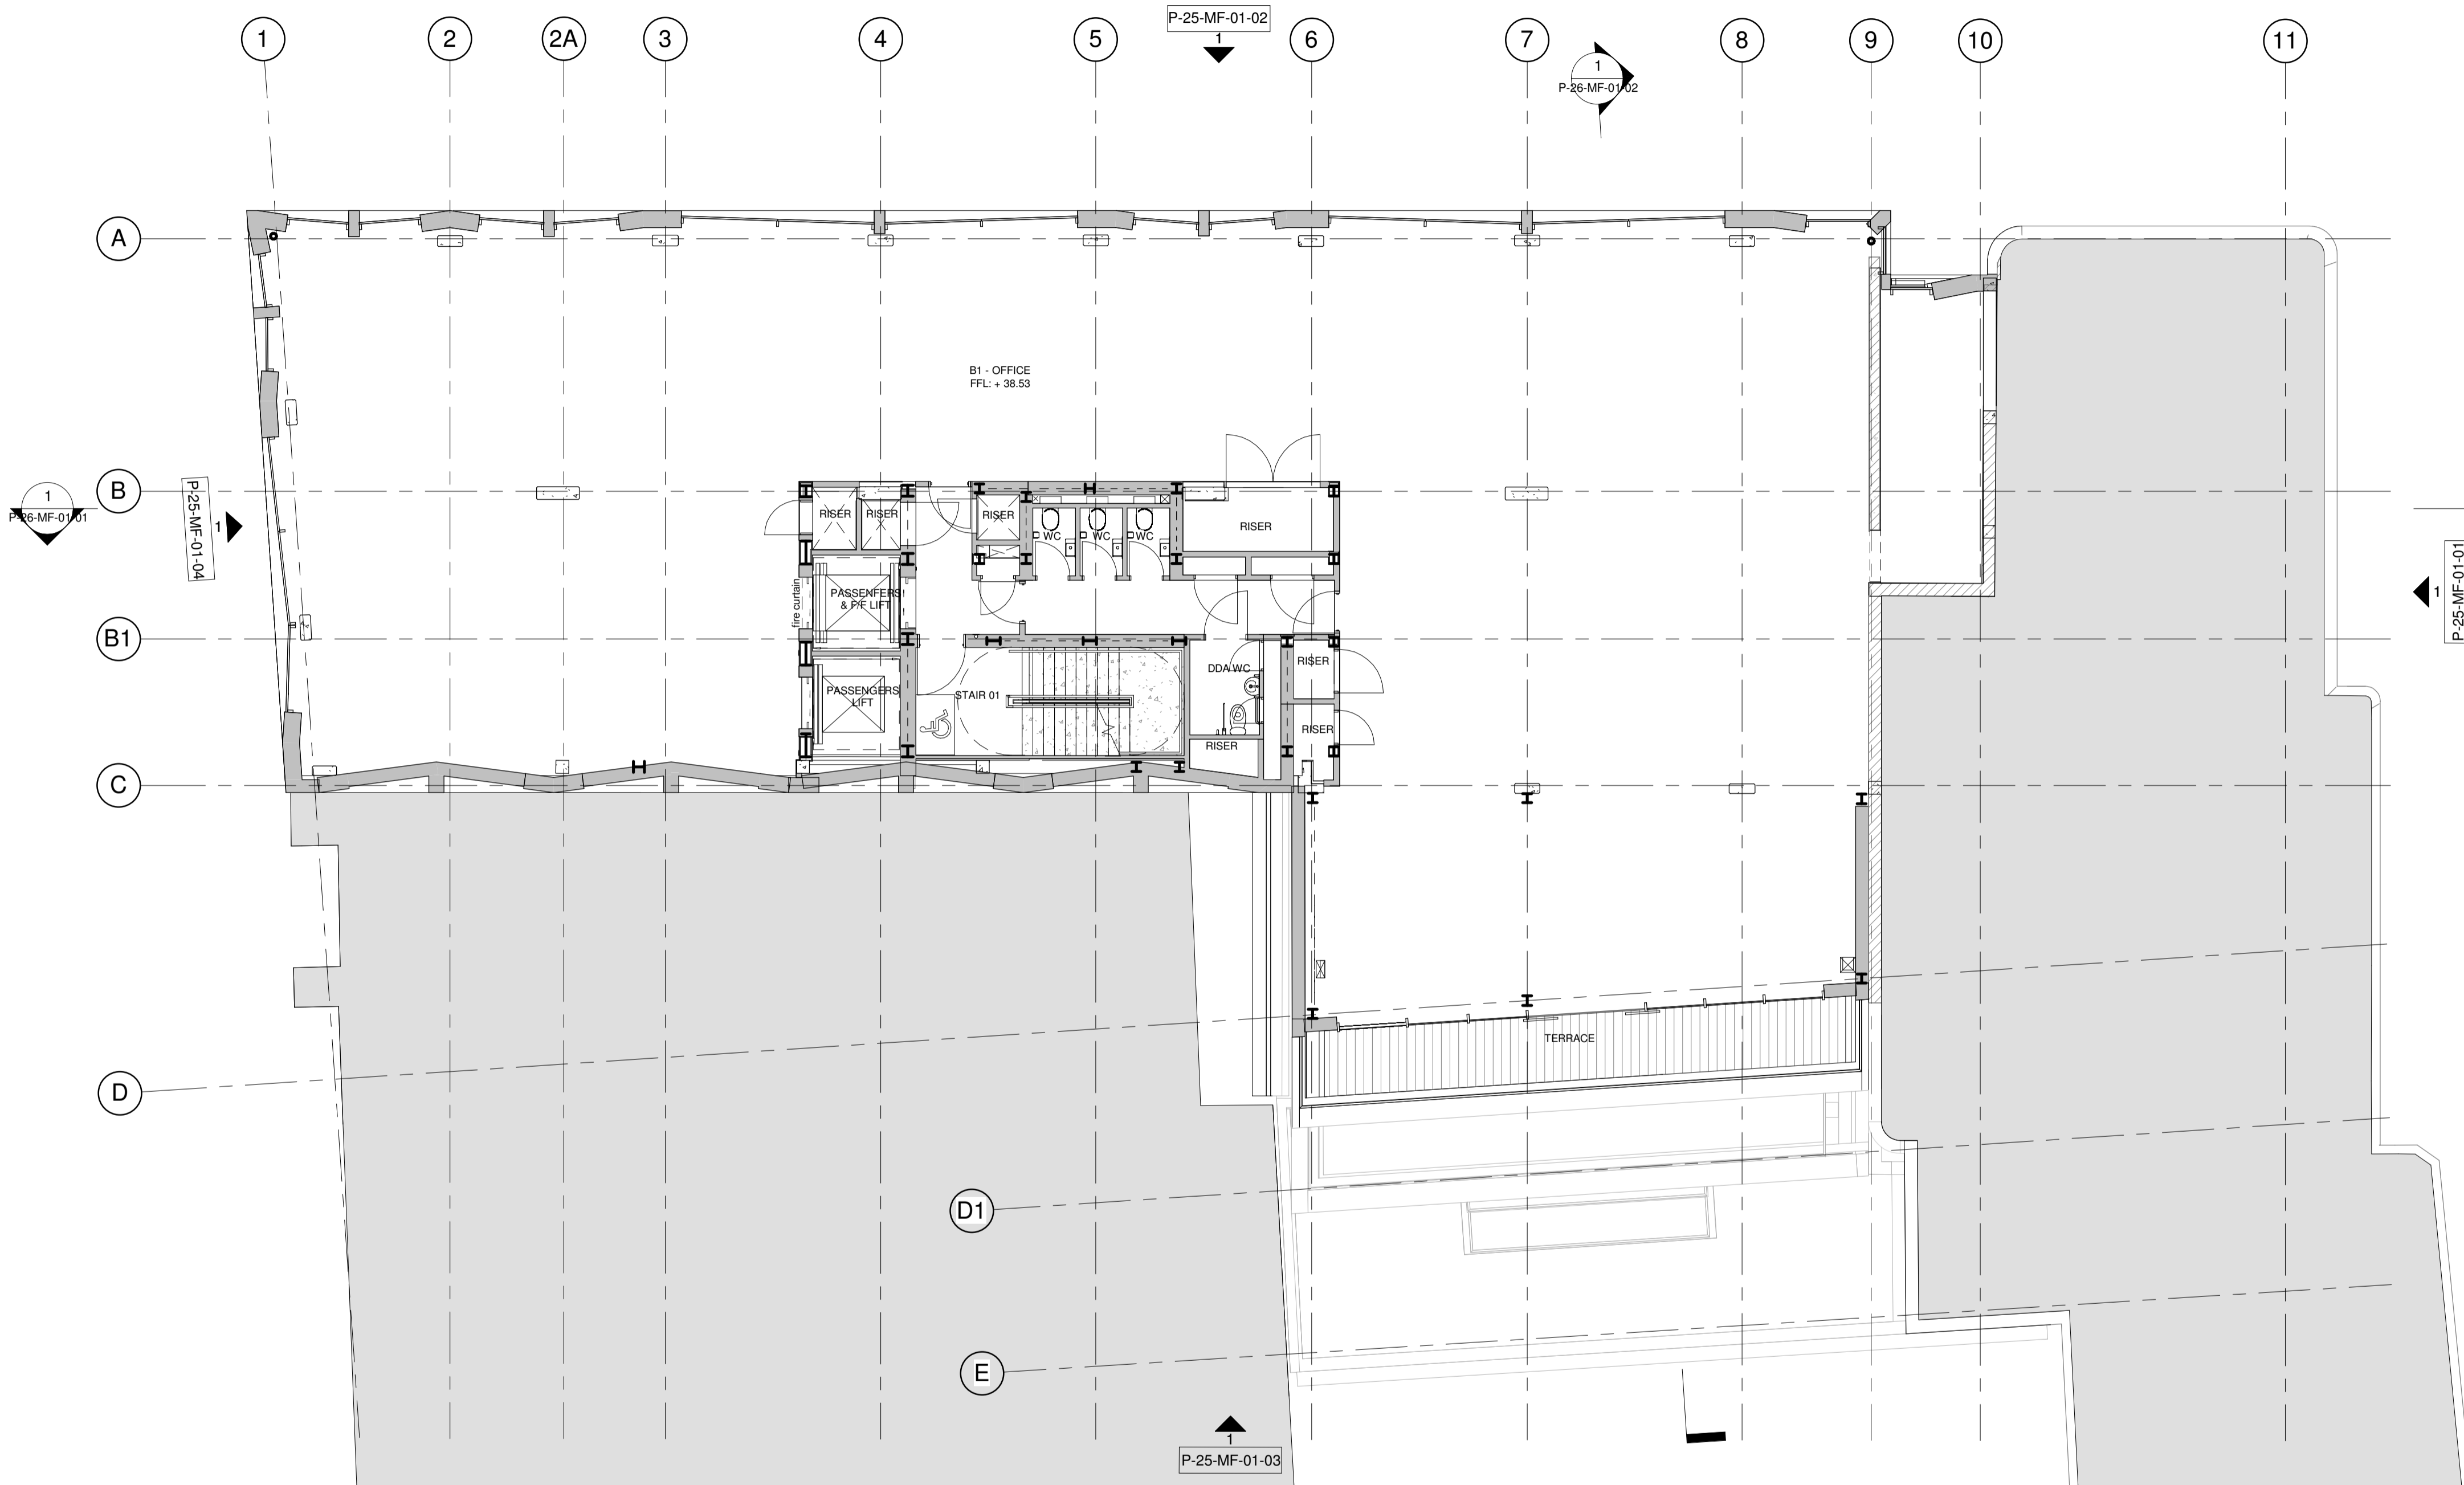 P-25-MF-01-02
1
1
2
2A
3
4
5
6
7
8
9
10
11
1
P-26-MF-01-02
A
B1 - OFFICE
FFL: + 38.53
1
P-26-MF-01-01
P-25-MF-01-04
1
B
RISER
RISER
RISER
WC
WC
WC
RISER
1
P-25-MF-01-01
fire curtain
PASSENFERS
& F/F LIFT
B1
RISER
DDA WC
PASSENGERS
LIFT
STAIR 01
RISER
RISER
C
TERRACE
D
D1
E
1
P-25-MF-01-03